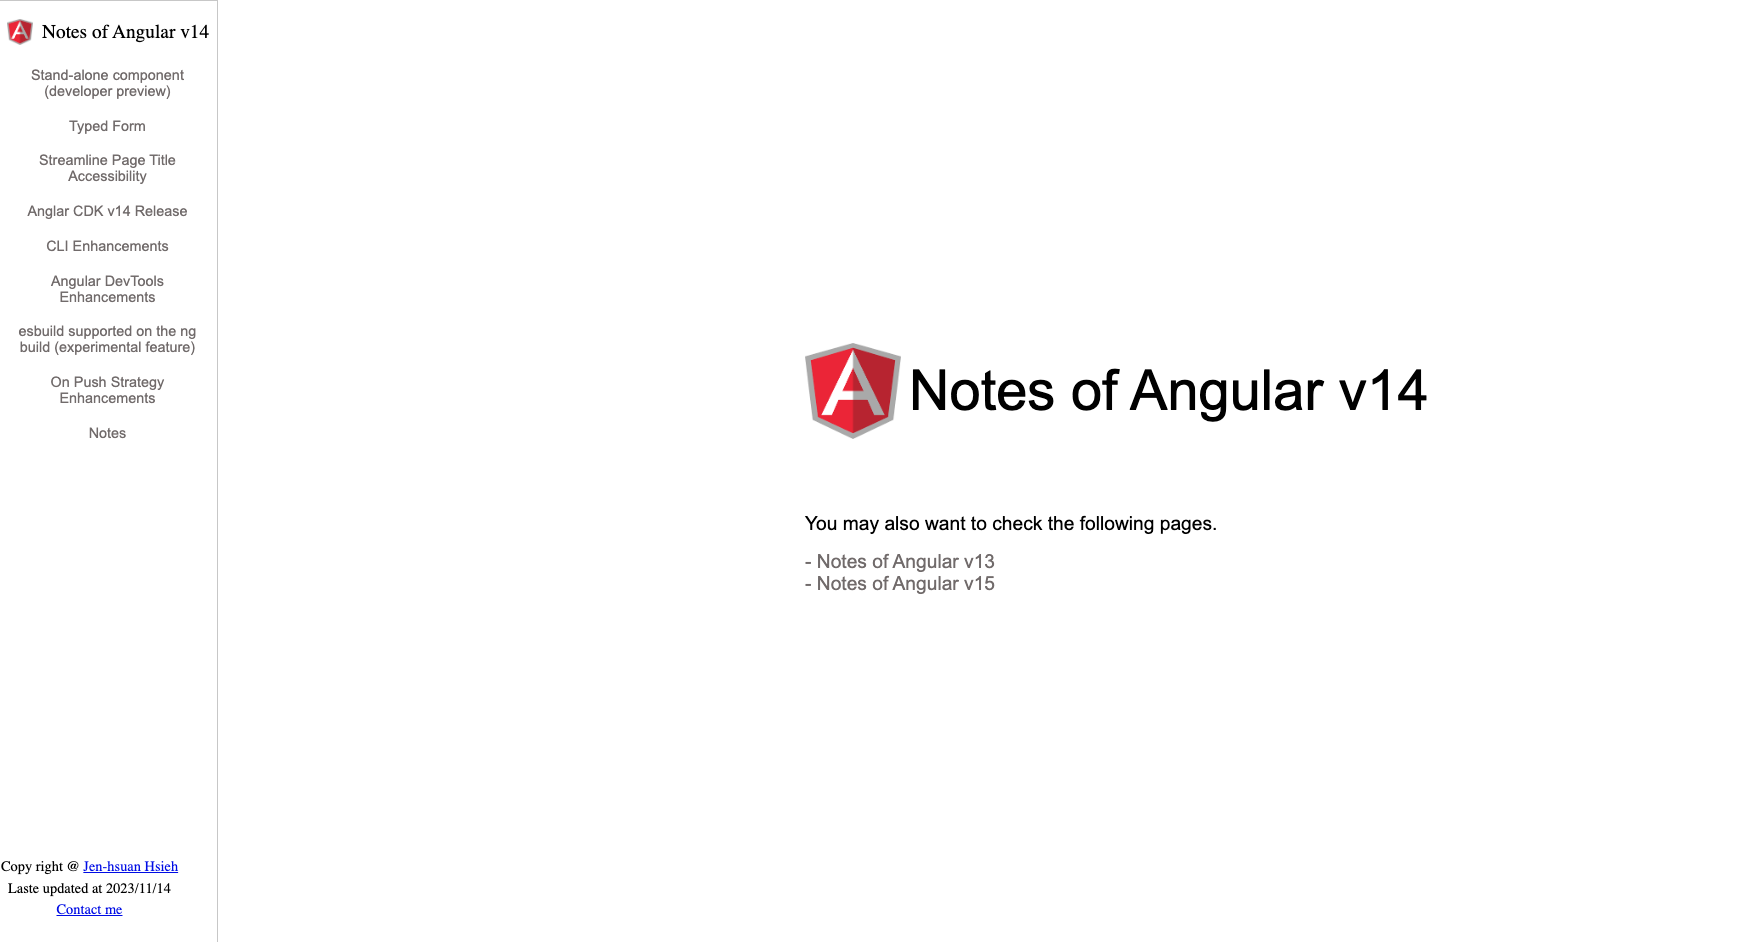 Notes of Angular v14
Stand-alone component
(developer preview)
Typed Form
Streamline Page Title
Accessibility
Anglar CDK v14 Release
CLI Enhancements
Angular DevTools
Enhancements
esbuild supported on the ng
build (experimental feature)
On Push Strategy
Enhancements
Notes
Copy right @ Jen-hsuan Hsieh
Laste updated at 2023/11/14
Contact me
Notes of Angular v14
You may also want to check the following pages.
- Notes of Angular v13
- Notes of Angular v15